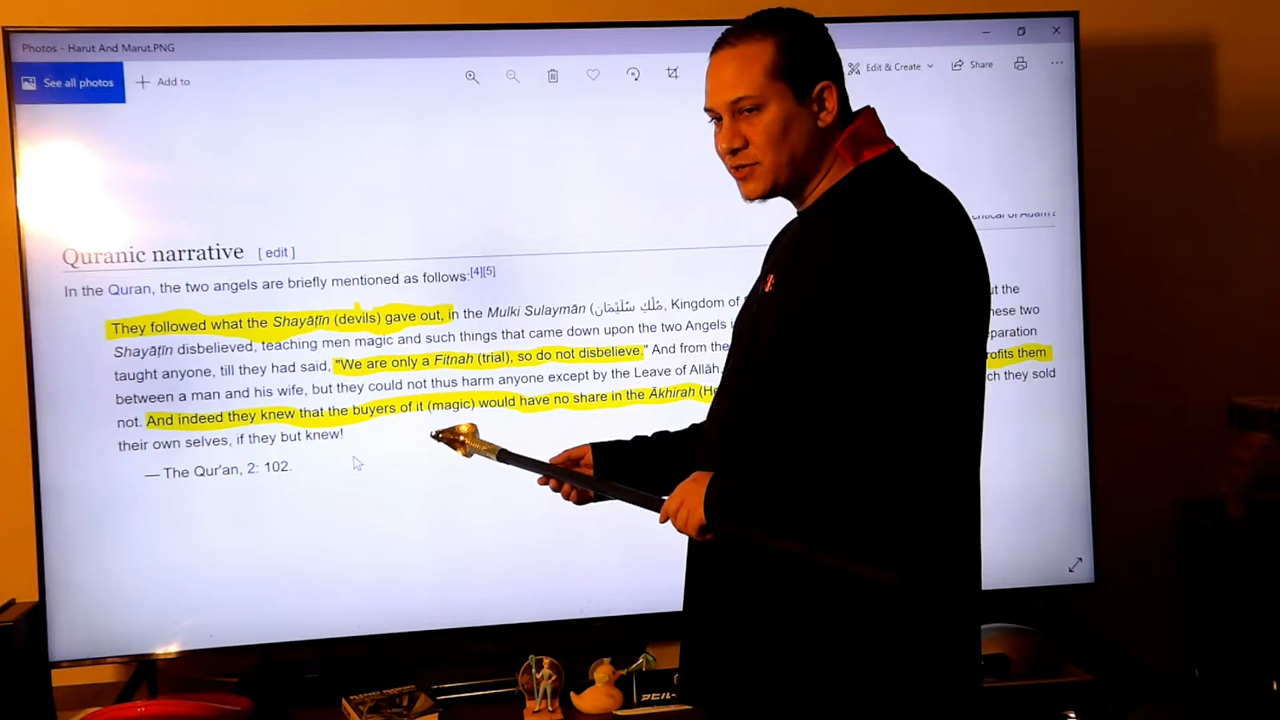 Photos - Harut And Marut.PNG
See all photos
Add to
Edit & Create
Share
Quranic narrative [ edit ]
In the Quran, the two angels are briefly mentioned as follows:[4][5]
They followed what the Shayāṭīn (devils) gave out, in the Mulki Sulaymān (مُلْكِ سُلَيْمَان, Kingdom of
ut the
Shayāṭīn disbelieved, teaching men magic and such things that came down upon the two Angels
hese two
taught anyone, till they had said, "We are only a Fitnah (trial), so do not disbelieve." And from the
eparation
between a man and his wife, but they could not thus harm anyone except by the Leave of Allāh,
rofits them
not. And indeed they knew that the buyers of it (magic) would have no share in the Ākhirah (He
ch they sold
their own selves, if they but knew!
— The Qur'an, 2: 102.